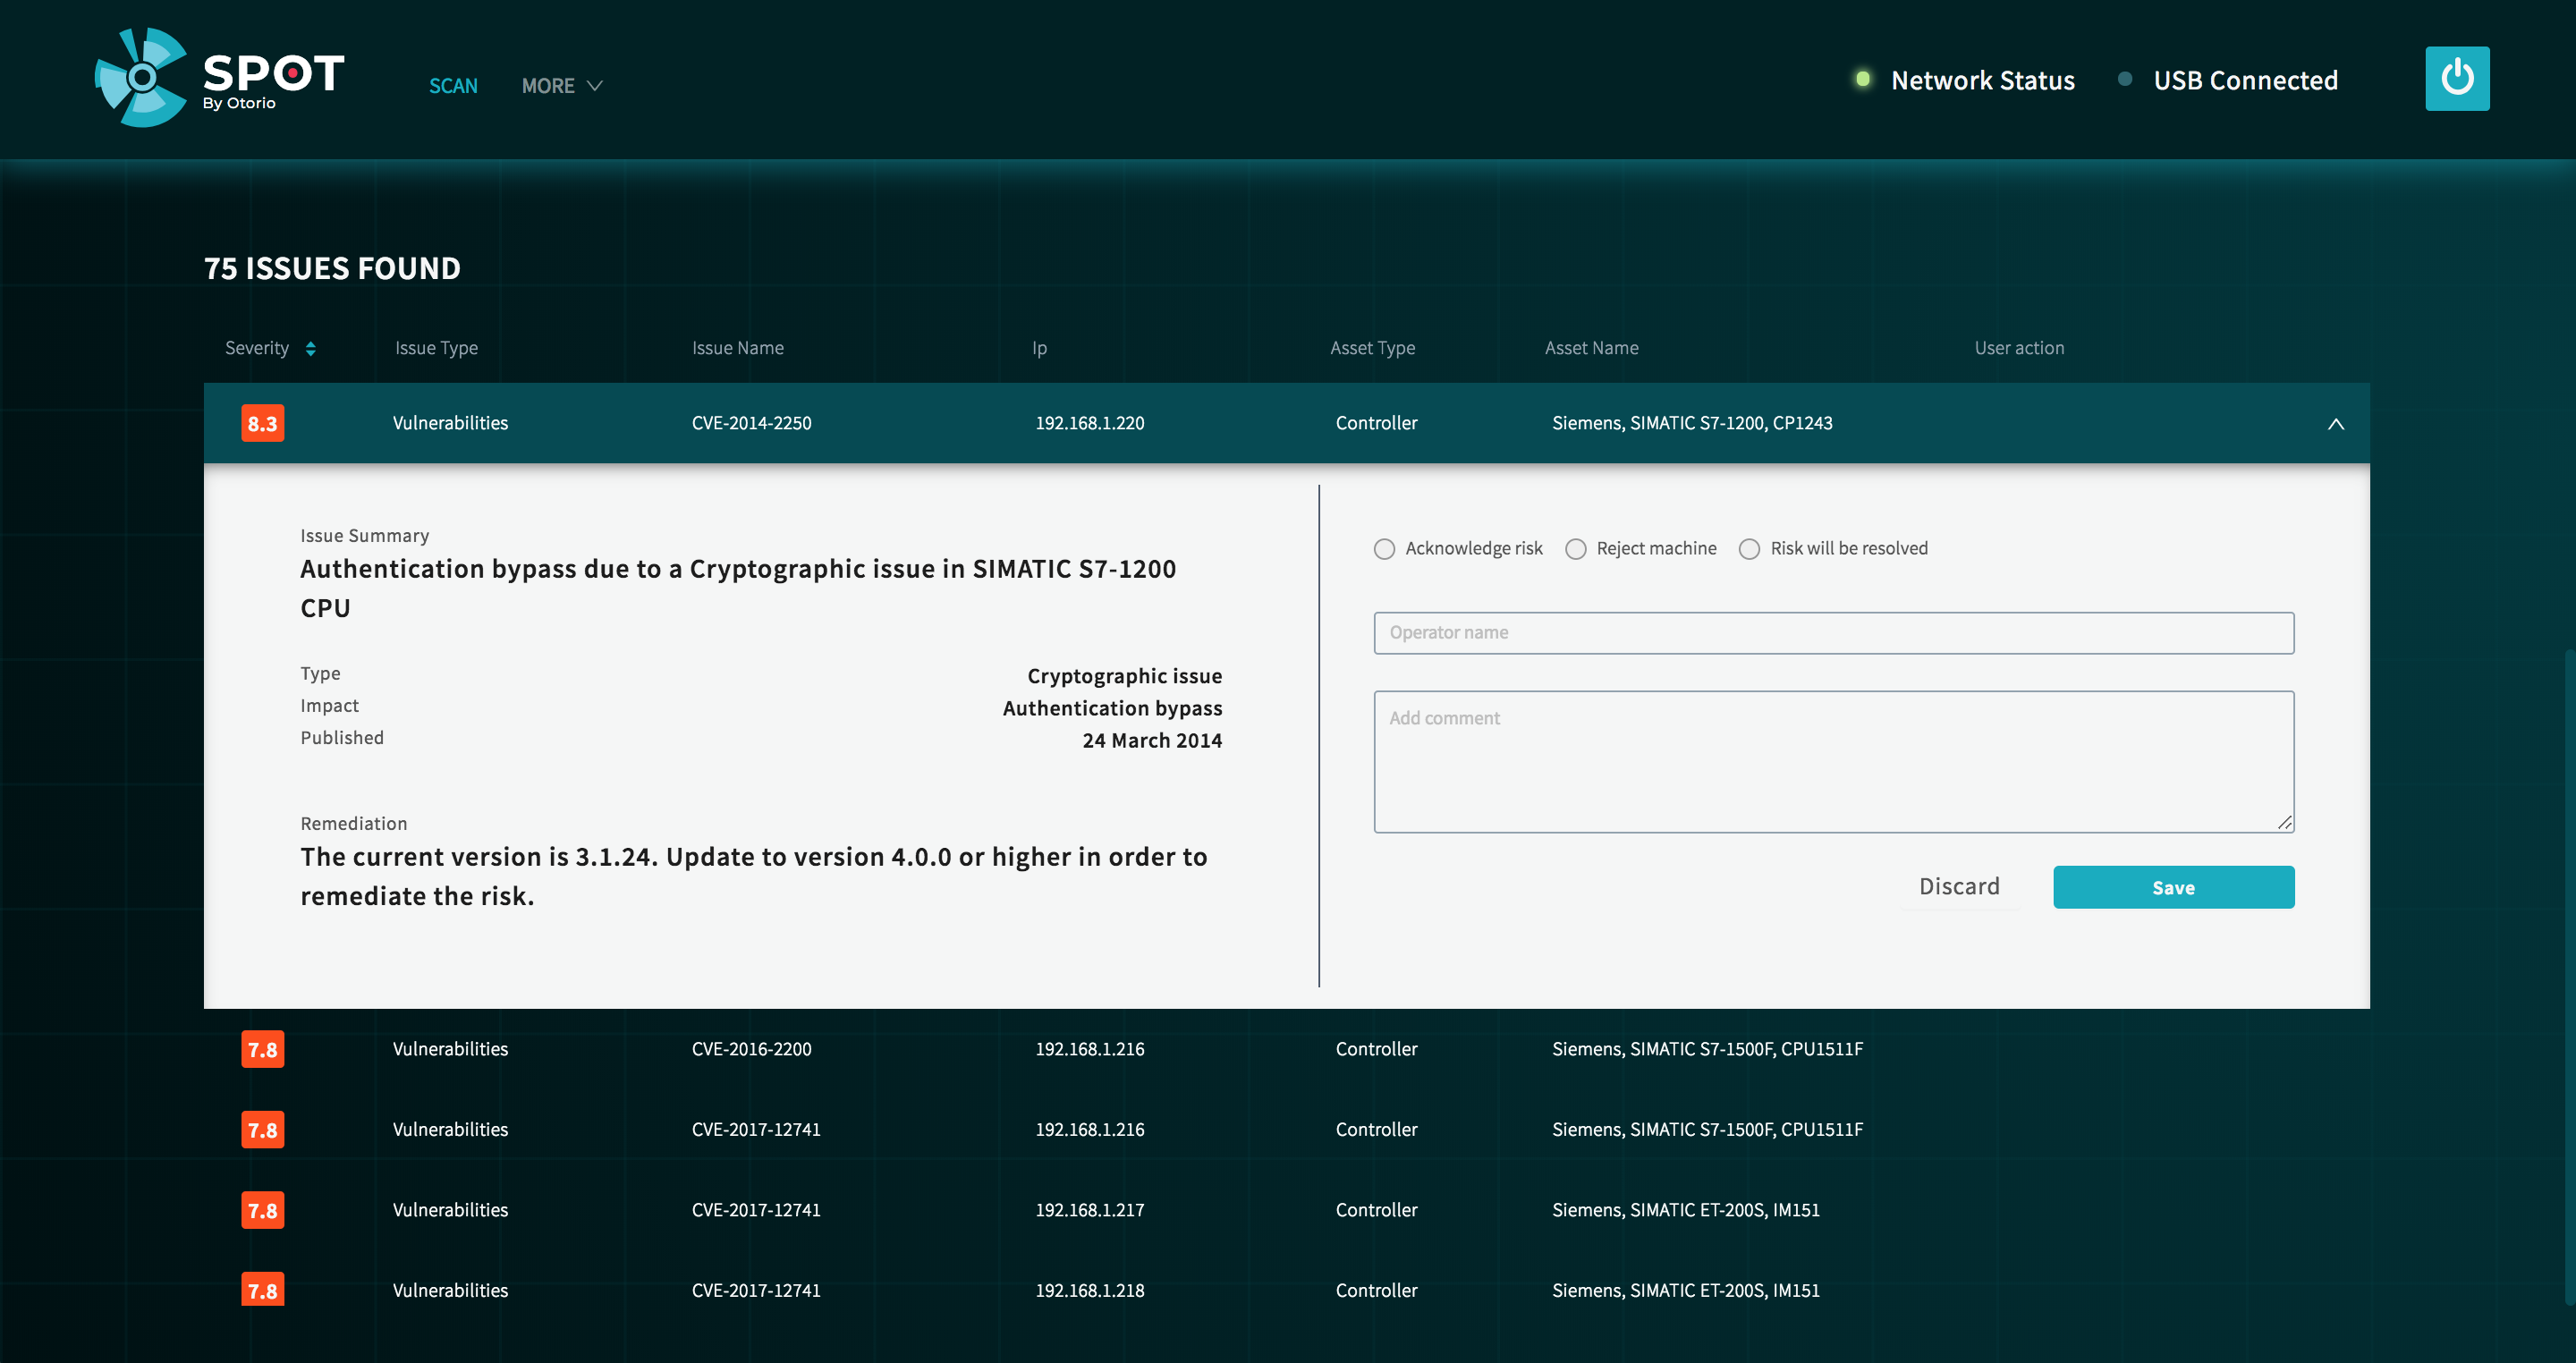 SPOT
By Otorio
SCAN MORE
Network Status USB Connected
75 ISSUES FOUND
Severity Issue Type Issue Name Ip Asset Type Asset Name User action
8.3 Vulnerabilities CVE-2014-2250 192.168.1.220 Controller Siemens, SIMATIC S7-1200, CP1243
Issue Summary
Authentication bypass due to a Cryptographic issue in SIMATIC S7-1200
CPU
Type Cryptographic issue
Impact Authentication bypass
Published 24 March 2014
Remediation
The current version is 3.1.24. Update to version 4.0.0 or higher in order to
remediate the risk.
Acknowledge risk Reject machine Risk will be resolved
Operator name
Add comment
Discard Save
7.8 Vulnerabilities CVE-2016-2200 192.168.1.216 Controller Siemens, SIMATIC S7-1500F, CPU1511F
7.8 Vulnerabilities CVE-2017-12741 192.168.1.216 Controller Siemens, SIMATIC S7-1500F, CPU1511F
7.8 Vulnerabilities CVE-2017-12741 192.168.1.217 Controller Siemens, SIMATIC ET-200S, IM151
7.8 Vulnerabilities CVE-2017-12741 192.168.1.218 Controller Siemens, SIMATIC ET-200S, IM151